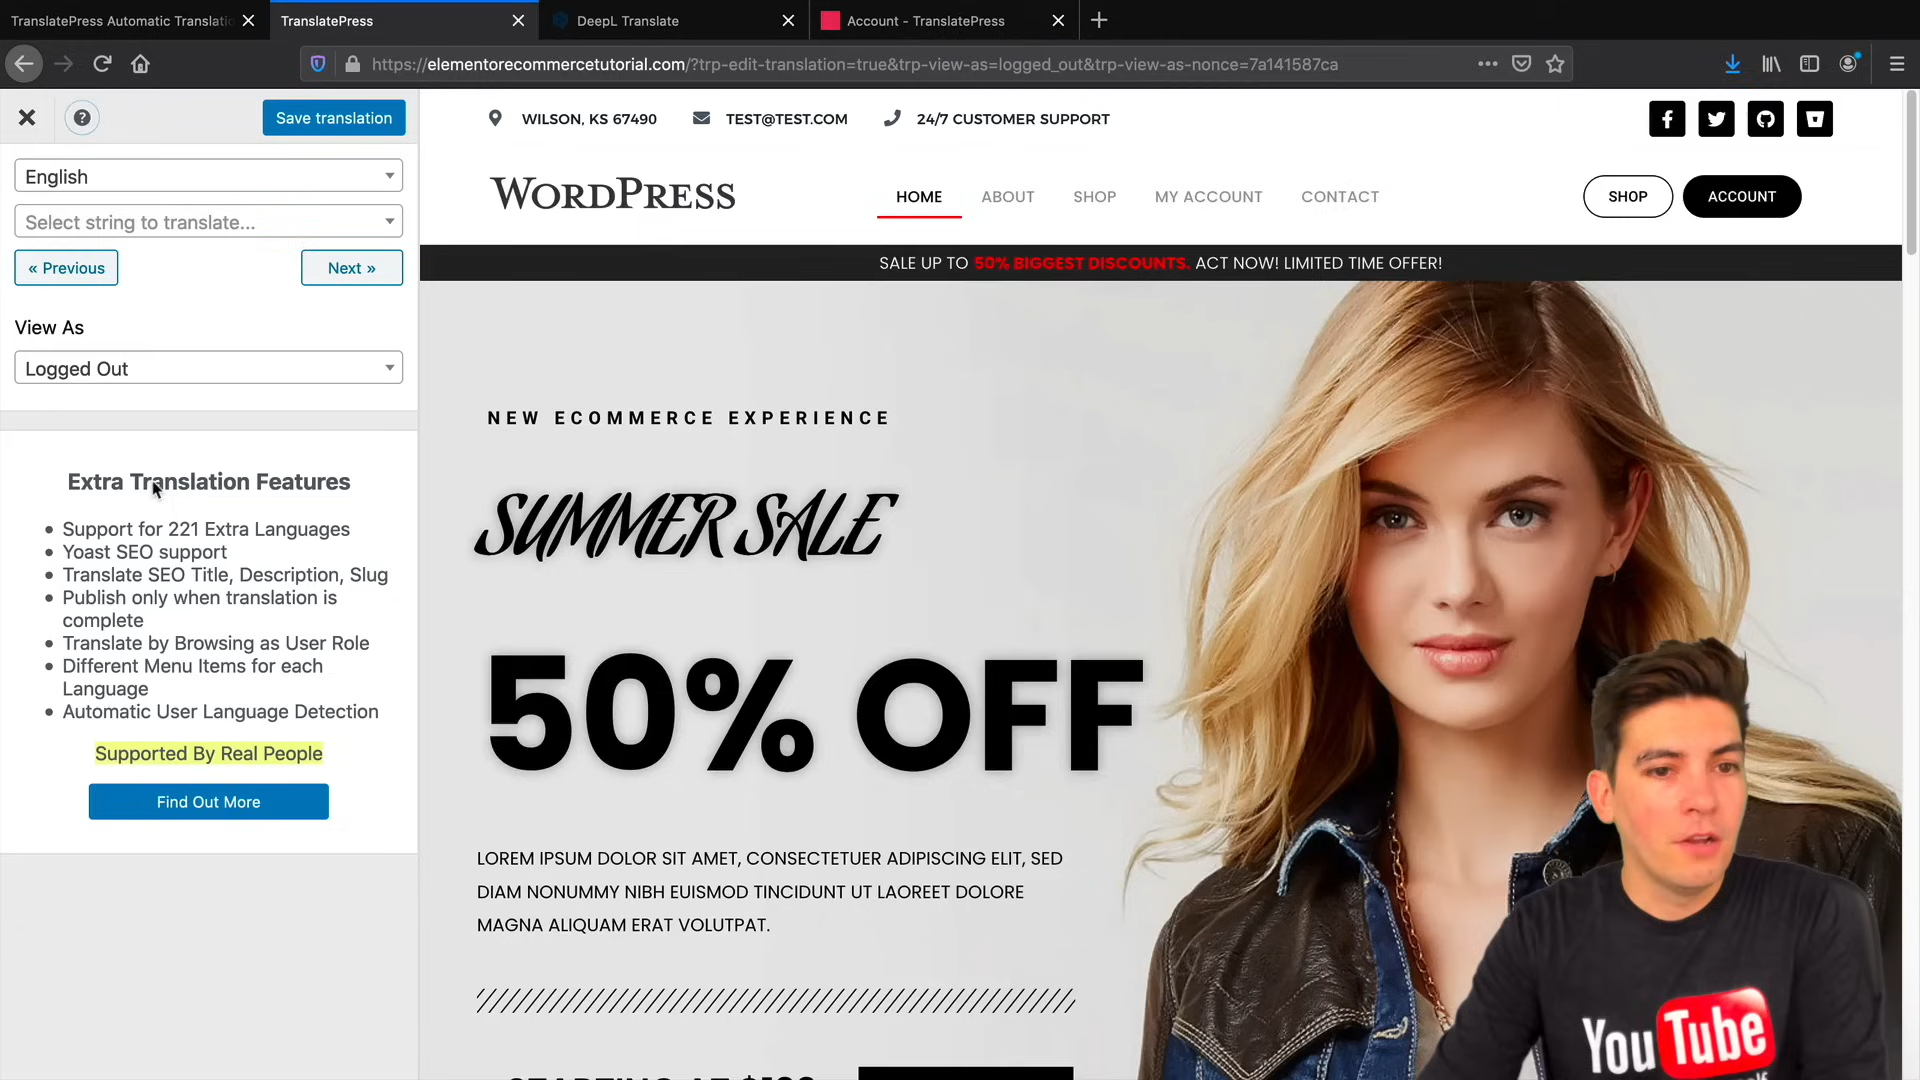 TranslatePress Automatic Translati
TranslatePress
DeepL Translate
Account - TranslatePress
https://elementorecommercetutorial.com/?trp-edit-translation=true&trp-view-as=logged_out&trp-view-as-nonce=7a141587ca
Save translation
English
Select string to translate...
« Previous
Next »
View As
Logged Out
Extra Translation Features
Support for 221 Extra Languages
Yoast SEO support
Translate SEO Title, Description, Slug
Publish only when translation is
complete
Translate by Browsing as User Role
Different Menu Items for each
Language
Automatic User Language Detection
Supported By Real People
Find Out More
WILSON, KS 67490
TEST@TEST.COM
24/7 CUSTOMER SUPPORT
WORDPRESS
HOME
ABOUT
SHOP
MY ACCOUNT
CONTACT
SHOP
ACCOUNT
SALE UP TO 50% BIGGEST DISCOUNTS. ACT NOW! LIMITED TIME OFFER!
NEW ECOMMERCE EXPERIENCE
SUMMER SALE
50% OFF
LOREM IPSUM DOLOR SIT AMET, CONSECTETUER ADIPISCING ELIT, SED
DIAM NONUMMY NIBH EUISMOD TINCIDUNT UT LAOREET DOLORE
MAGNA ALIQUAM ERAT VOLUTPAT.
STARTING AT
YouTube